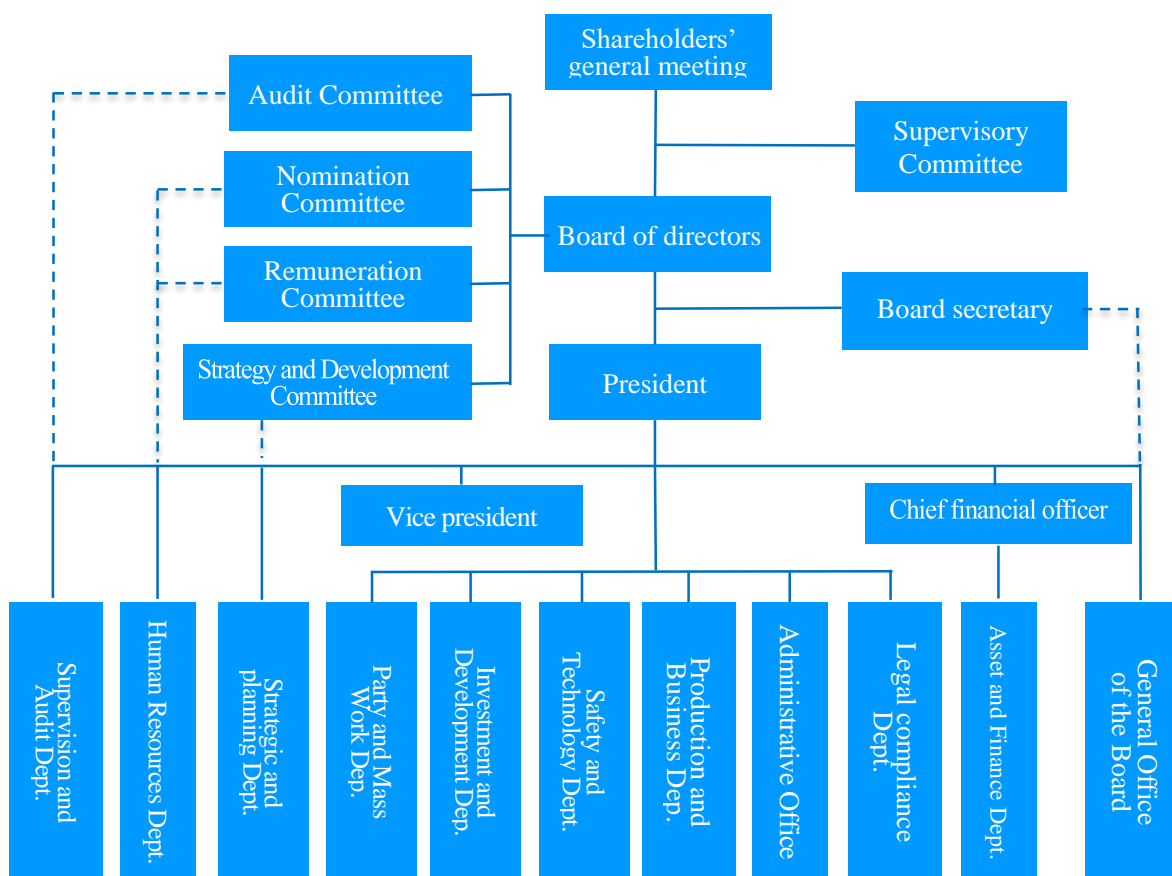 Shareholders’
general meeting
Audit Committee
Supervisory
Committee
Nomination
Committee
Board of directors
Remuneration
Committee
Board secretary
Strategy and Development
Committee
President
Vice president
Chief financial officer
Supervision and
Audit Dept.
Human Resources Dept.
Strategic and
planning Dept.
Party and Mass
Work Dep.
Investment and
Development Dep.
Safety and
Technology Dept.
Production and
Business Dep.
Administrative Office
Legal compliance
Dept.
Asset and Finance Dept.
General Office
of the Board